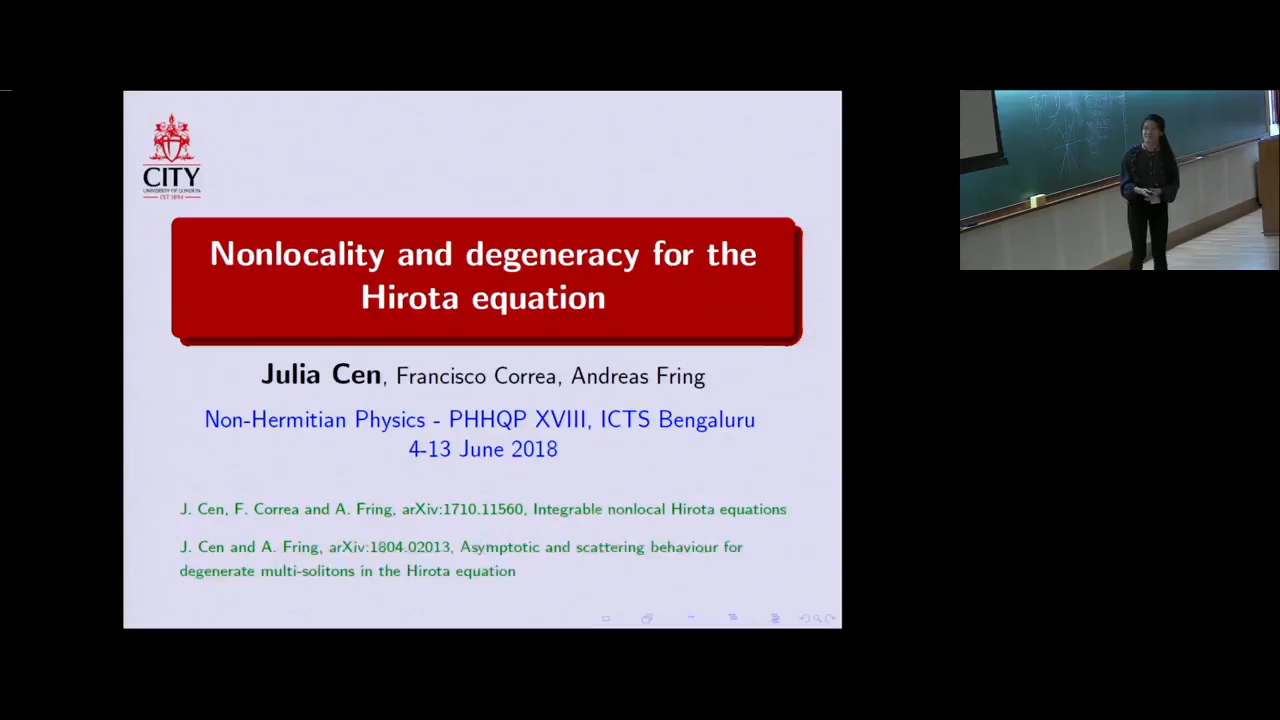 CITY
UNIVERSITY OF LONDON
EST 1894
Nonlocality and degeneracy for the
Hirota equation
Julia Cen, Francisco Correa, Andreas Fring
Non-Hermitian Physics - PHHQP XVIII, ICTS Bengaluru
4-13 June 2018
J. Cen, F. Correa and A. Fring, arXiv:1710.11560, Integrable nonlocal Hirota equations
J. Cen and A. Fring, arXiv:1804.02013, Asymptotic and scattering behaviour for
degenerate multi-solitons in the Hirota equation